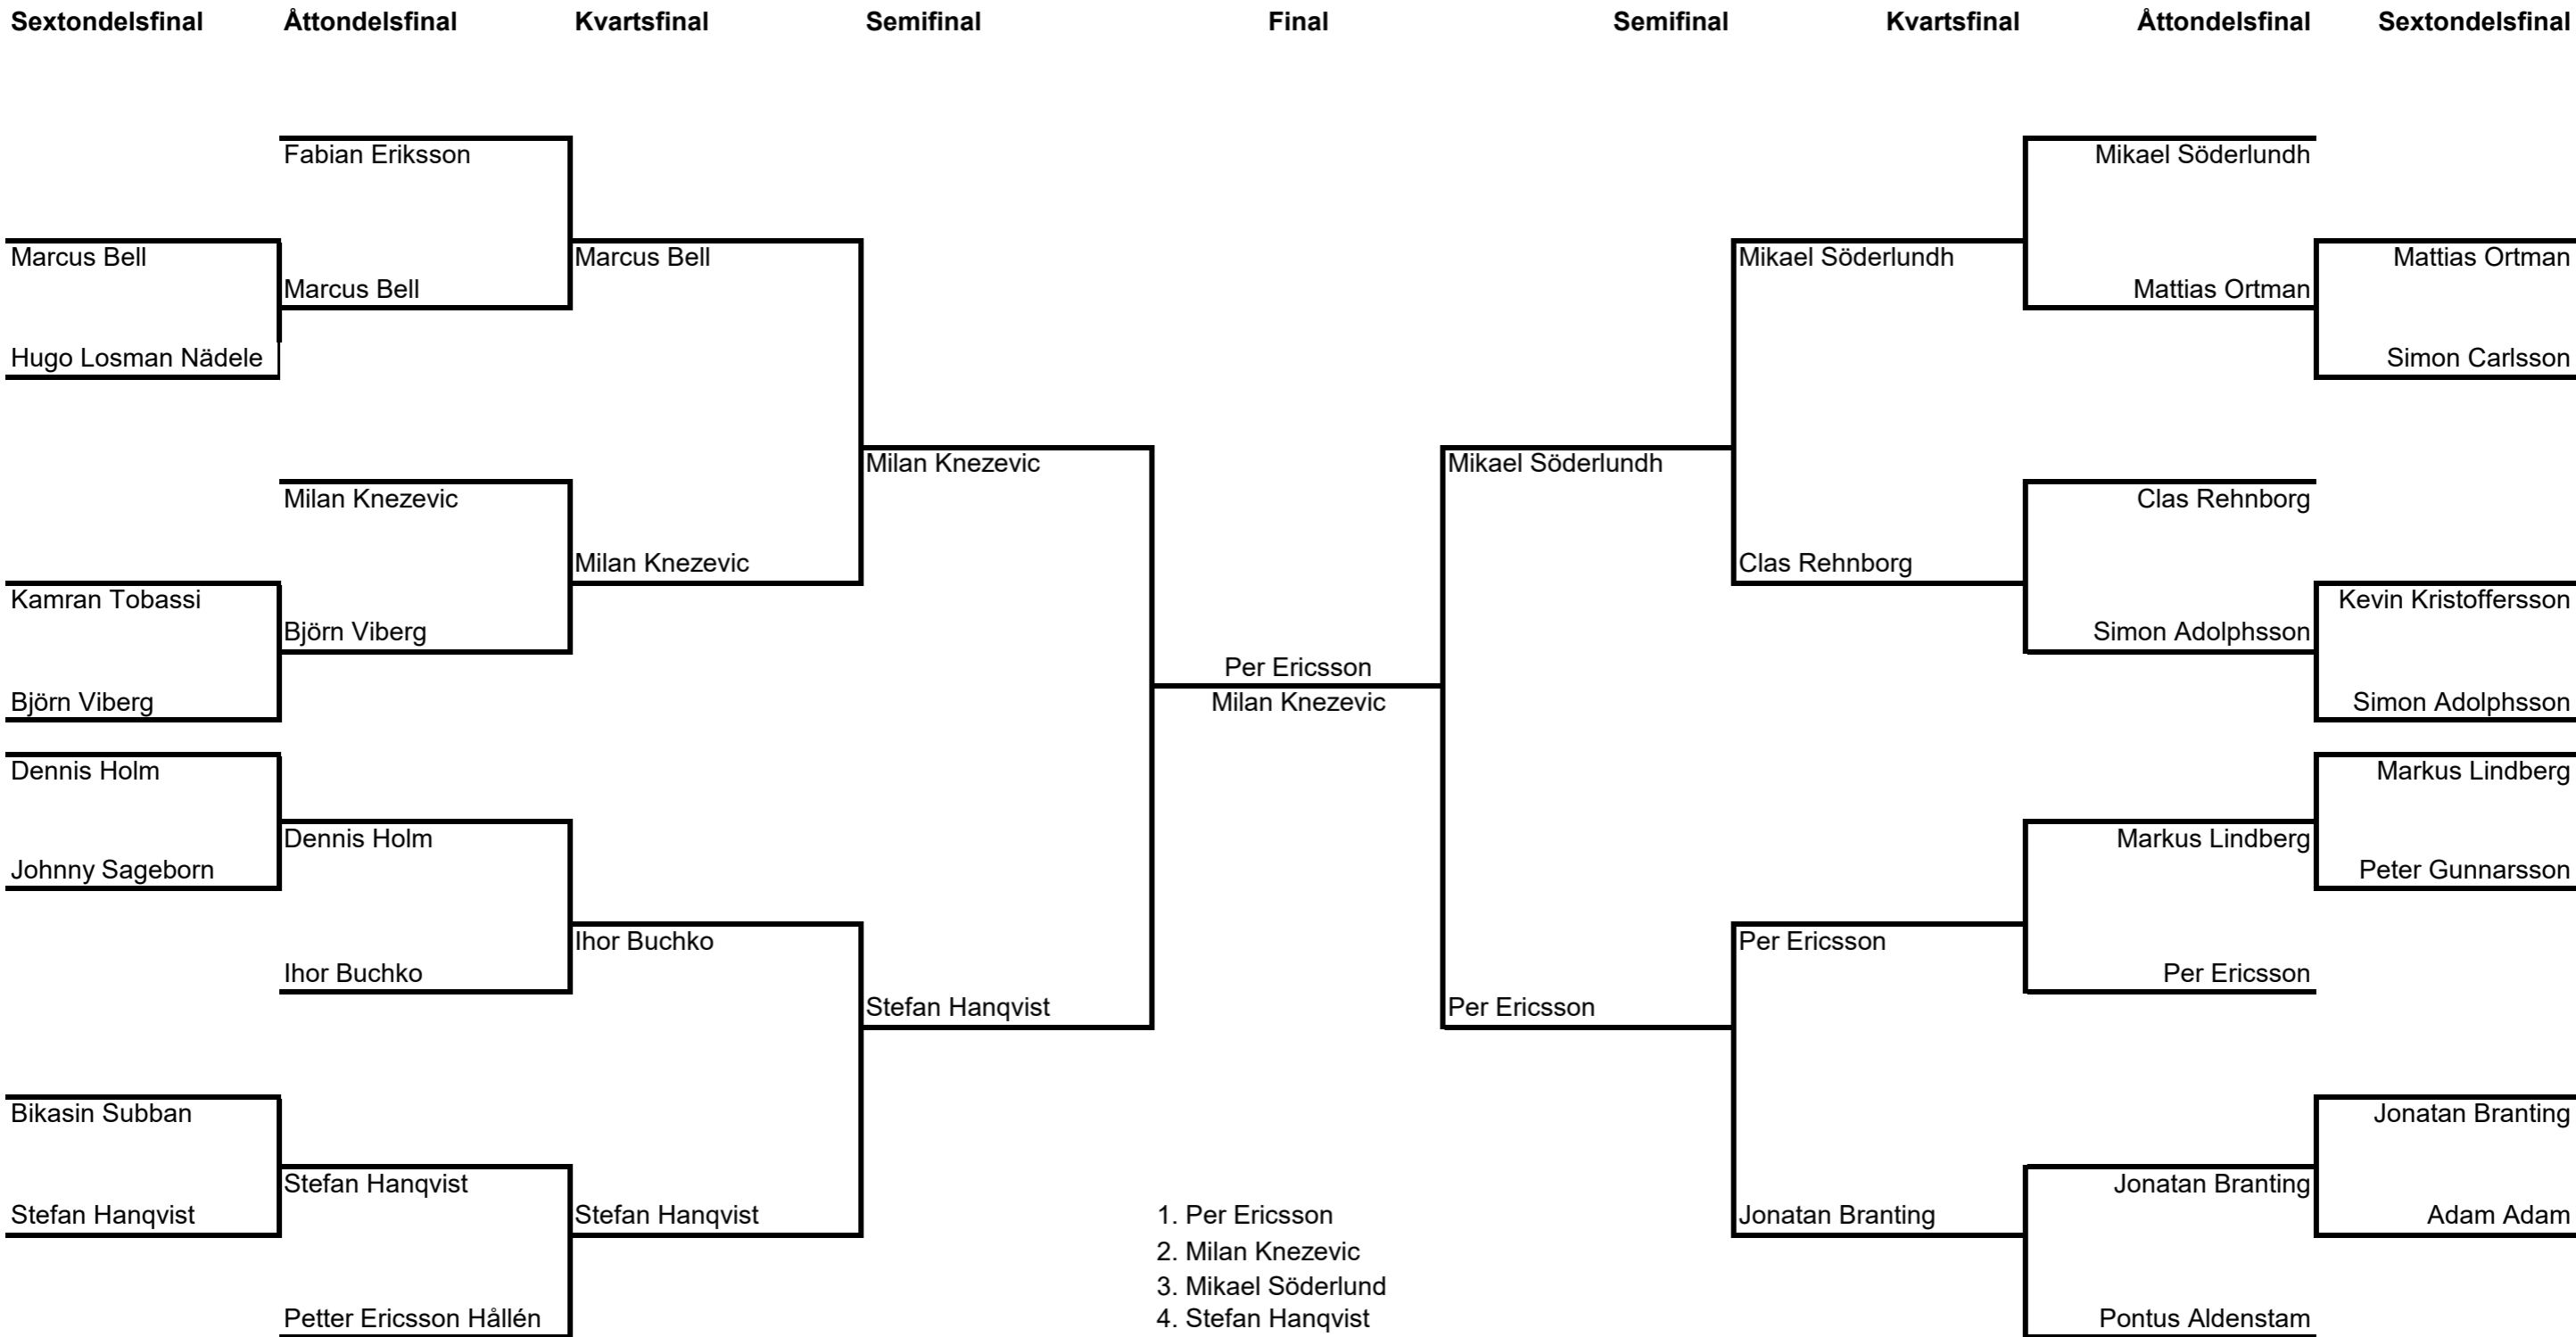 Sextondelsfinal Åttondelsfinal Kvartsfinal Semifinal Final Semifinal Kvartsfinal Åttondelsfinal Sextondelsfinal
Fabian Eriksson Mikael Söderlundh
Marcus Bell Marcus Bell Mikael Söderlundh Mattias Ortman
Marcus Bell Mattias Ortman
Hugo Losman Nädele Simon Carlsson
Milan Knezevic Mikael Söderlundh
Milan Knezevic Clas Rehnborg
Milan Knezevic Clas Rehnborg
Kamran Tobassi Kevin Kristoffersson
Björn Viberg Simon Adolphsson
Per Ericsson
Björn Viberg Milan Knezevic Simon Adolphsson
Dennis Holm Markus Lindberg
Dennis Holm Markus Lindberg
Johnny Sageborn Peter Gunnarsson
Ihor Buchko Per Ericsson
Ihor Buchko Per Ericsson
Stefan Hanqvist Per Ericsson
Bikasin Subban Jonatan Branting
Stefan Hanqvist Jonatan Branting
Stefan Hanqvist Stefan Hanqvist 1. Per Ericsson Jonatan Branting Adam Adam
2. Milan Knezevic
3. Mikael Söderlund
Petter Ericsson Hållén 4. Stefan Hanqvist Pontus Aldenstam